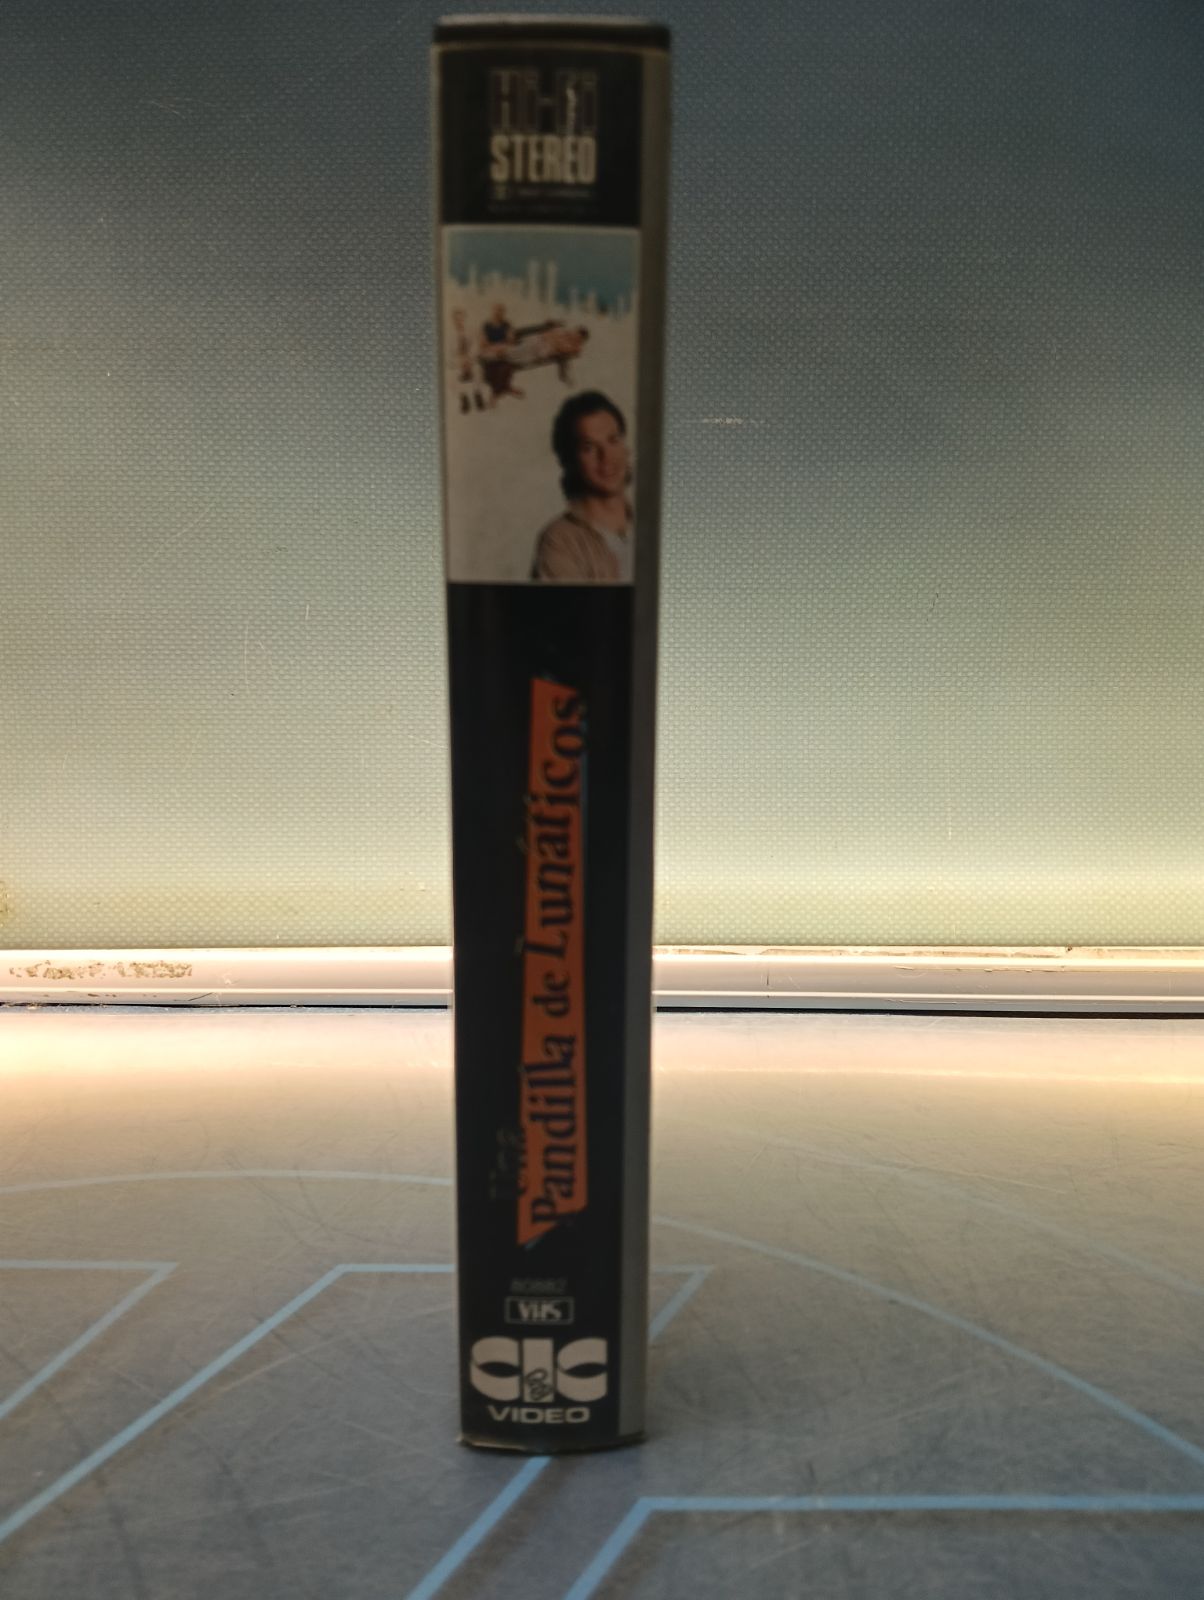 Hi-Fi
STEREO
Una
Pandilla de Lunáticos
VHS
CIC
VIDEO